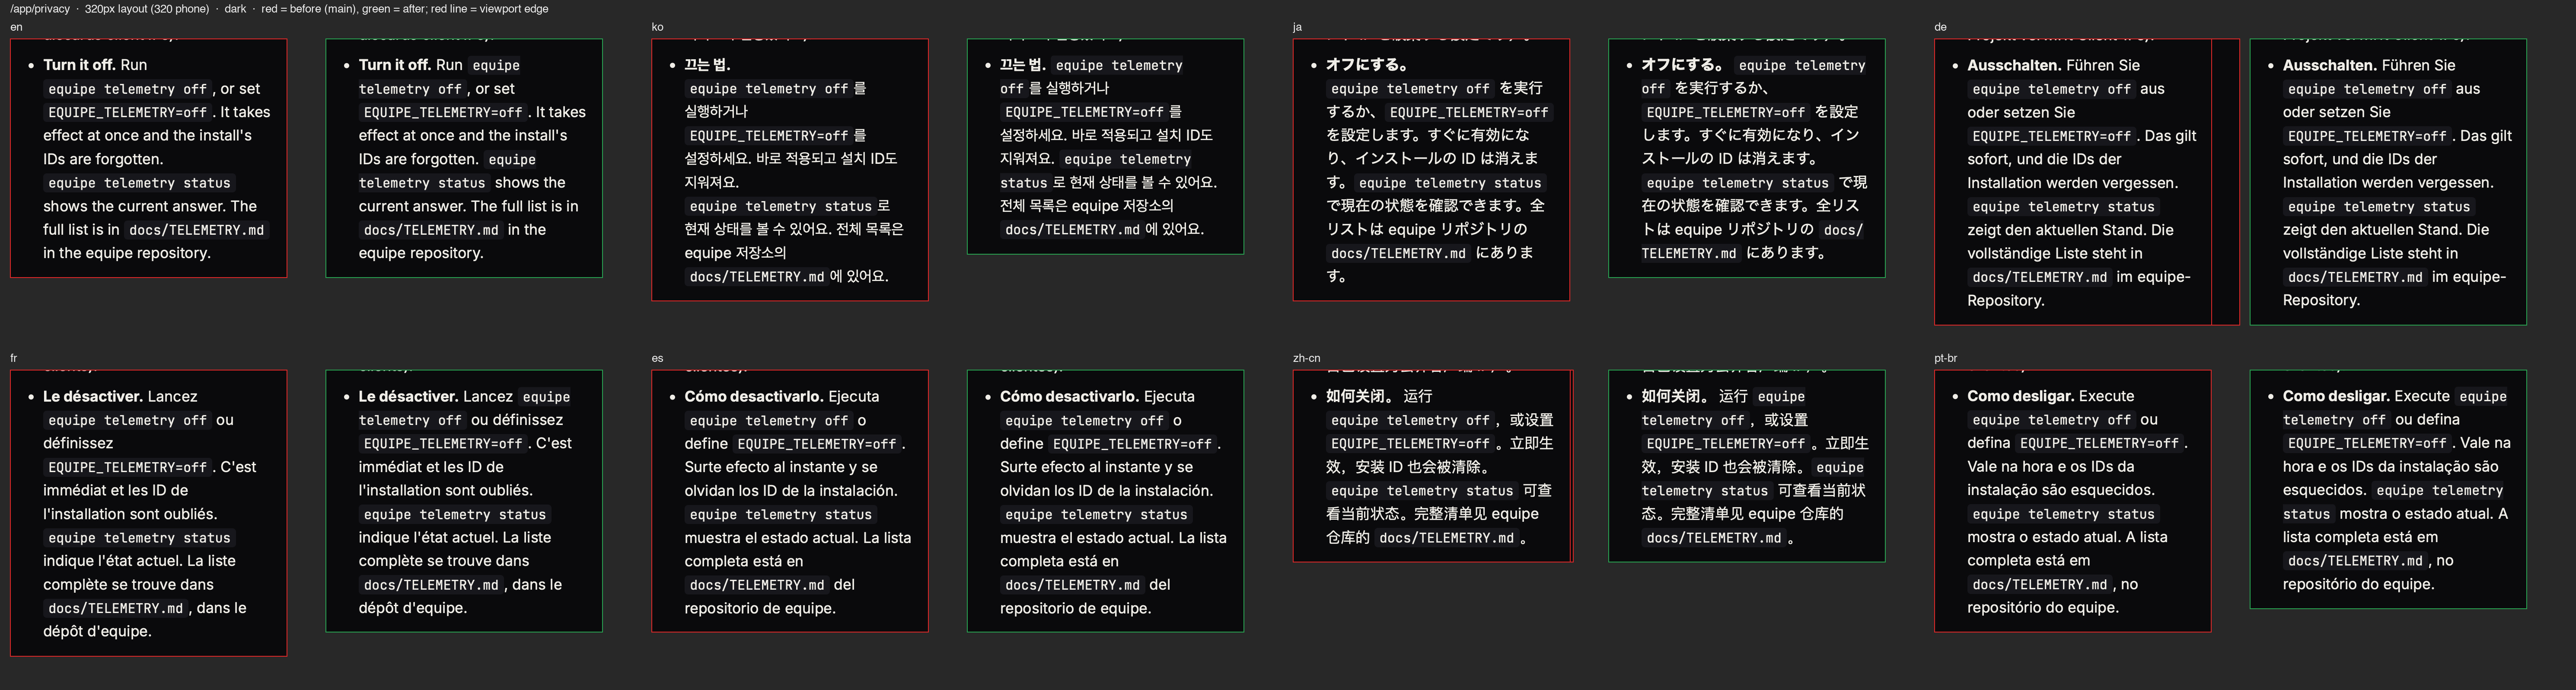 /app/privacy · 320px layout (320 phone) · dark · red = before (main), green = after; red line = viewport edge
en
• Turn it off. Run
equipe telemetry off, or set
EQUIPE_TELEMETRY=off. It takes
effect at once and the install's
IDs are forgotten.
equipe telemetry status
shows the current answer. The
full list is in docs/TELEMETRY.md
in the equipe repository.
• Turn it off. Run equipe
telemetry off, or set
EQUIPE_TELEMETRY=off. It takes
effect at once and the install's
IDs are forgotten. equipe
telemetry status shows the
current answer. The full list is in
docs/TELEMETRY.md in the
equipe repository.
ko
• 끄는 법.
equipe telemetry off를
실행하거나
EQUIPE_TELEMETRY=off를
설정하세요. 바로 적용되고 설치 ID도
지워져요.
equipe telemetry status로
현재 상태를 볼 수 있어요. 전체 목록은
equipe 저장소의
docs/TELEMETRY.md에 있어요.
• 끄는 법. equipe telemetry
off를 실행하거나
EQUIPE_TELEMETRY=off를
설정하세요. 바로 적용되고 설치 ID도
지워져요. equipe telemetry
status로 현재 상태를 볼 수 있어요.
전체 목록은 equipe 저장소의
docs/TELEMETRY.md에 있어요.
ja
• オフにする。
equipe telemetry off を実行
するか、 EQUIPE_TELEMETRY=off
を設定します。すぐに有効にな
り、インストールの ID は消えま
す。equipe telemetry status
で現在の状態を確認できます。全
リストは equipe リポジトリの
docs/TELEMETRY.md にありま
す。
• オフにする。 equipe telemetry
off を実行するか、
EQUIPE_TELEMETRY=off を設定
します。すぐに有効になり、イン
ストールの ID は消えます。
equipe telemetry status で現
在の状態を確認できます。全リス
トは equipe リポジトリの docs/
TELEMETRY.md にあります。
de
• Ausschalten. Führen Sie
equipe telemetry off aus
oder setzen Sie
EQUIPE_TELEMETRY=off. Das gilt
sofort, und die IDs der
Installation werden vergessen.
equipe telemetry status
zeigt den aktuellen Stand. Die
vollständige Liste steht in
docs/TELEMETRY.md im equipe-
Repository.
• Ausschalten. Führen Sie
equipe telemetry off aus
oder setzen Sie
EQUIPE_TELEMETRY=off. Das gilt
sofort, und die IDs der
Installation werden vergessen.
equipe telemetry status
zeigt den aktuellen Stand. Die
vollständige Liste steht in
docs/TELEMETRY.md im equipe-
Repository.
fr
• Le désactiver. Lancez
equipe telemetry off ou
définissez
EQUIPE_TELEMETRY=off. C'est
immédiat et les ID de
l'installation sont oubliés.
equipe telemetry status
indique l'état actuel. La liste
complète se trouve dans
docs/TELEMETRY.md, dans le
dépôt d'equipe.
• Le désactiver. Lancez equipe
telemetry off ou définissez
EQUIPE_TELEMETRY=off. C'est
immédiat et les ID de
l'installation sont oubliés.
equipe telemetry status
indique l'état actuel. La liste
complète se trouve dans
docs/TELEMETRY.md, dans le
dépôt d'equipe.
es
• Cómo desactivarlo. Ejecuta
equipe telemetry off o
define EQUIPE_TELEMETRY=off.
Surte efecto al instante y se
olvidan los ID de la instalación.
equipe telemetry status
muestra el estado actual. La lista
completa está en
docs/TELEMETRY.md del
repositorio de equipe.
• Cómo desactivarlo. Ejecuta
equipe telemetry off o
define EQUIPE_TELEMETRY=off.
Surte efecto al instante y se
olvidan los ID de la instalación.
equipe telemetry status
muestra el estado actual. La lista
completa está en
docs/TELEMETRY.md del
repositorio de equipe.
zh-cn
• 如何关闭。 运行
equipe telemetry off，或设置
EQUIPE_TELEMETRY=off。立即生
效，安装 ID 也会被清除。
equipe telemetry status 可查
看当前状态。完整清单见 equipe
仓库的 docs/TELEMETRY.md。
• 如何关闭。 运行 equipe
telemetry off，或设置
EQUIPE_TELEMETRY=off。立即生
效，安装 ID 也会被清除。equipe
telemetry status 可查看当前状
态。完整清单见 equipe 仓库的
docs/TELEMETRY.md。
pt-br
• Como desligar. Execute
equipe telemetry off ou
defina EQUIPE_TELEMETRY=off.
Vale na hora e os IDs da
instalação são esquecidos.
equipe telemetry status
mostra o estado atual. A lista
completa está em
docs/TELEMETRY.md, no
repositório do equipe.
• Como desligar. Execute equipe
telemetry off ou defina
EQUIPE_TELEMETRY=off. Vale na
hora e os IDs da instalação são
esquecidos. equipe telemetry
status mostra o estado atual. A
lista completa está em
docs/TELEMETRY.md, no
repositório do equipe.